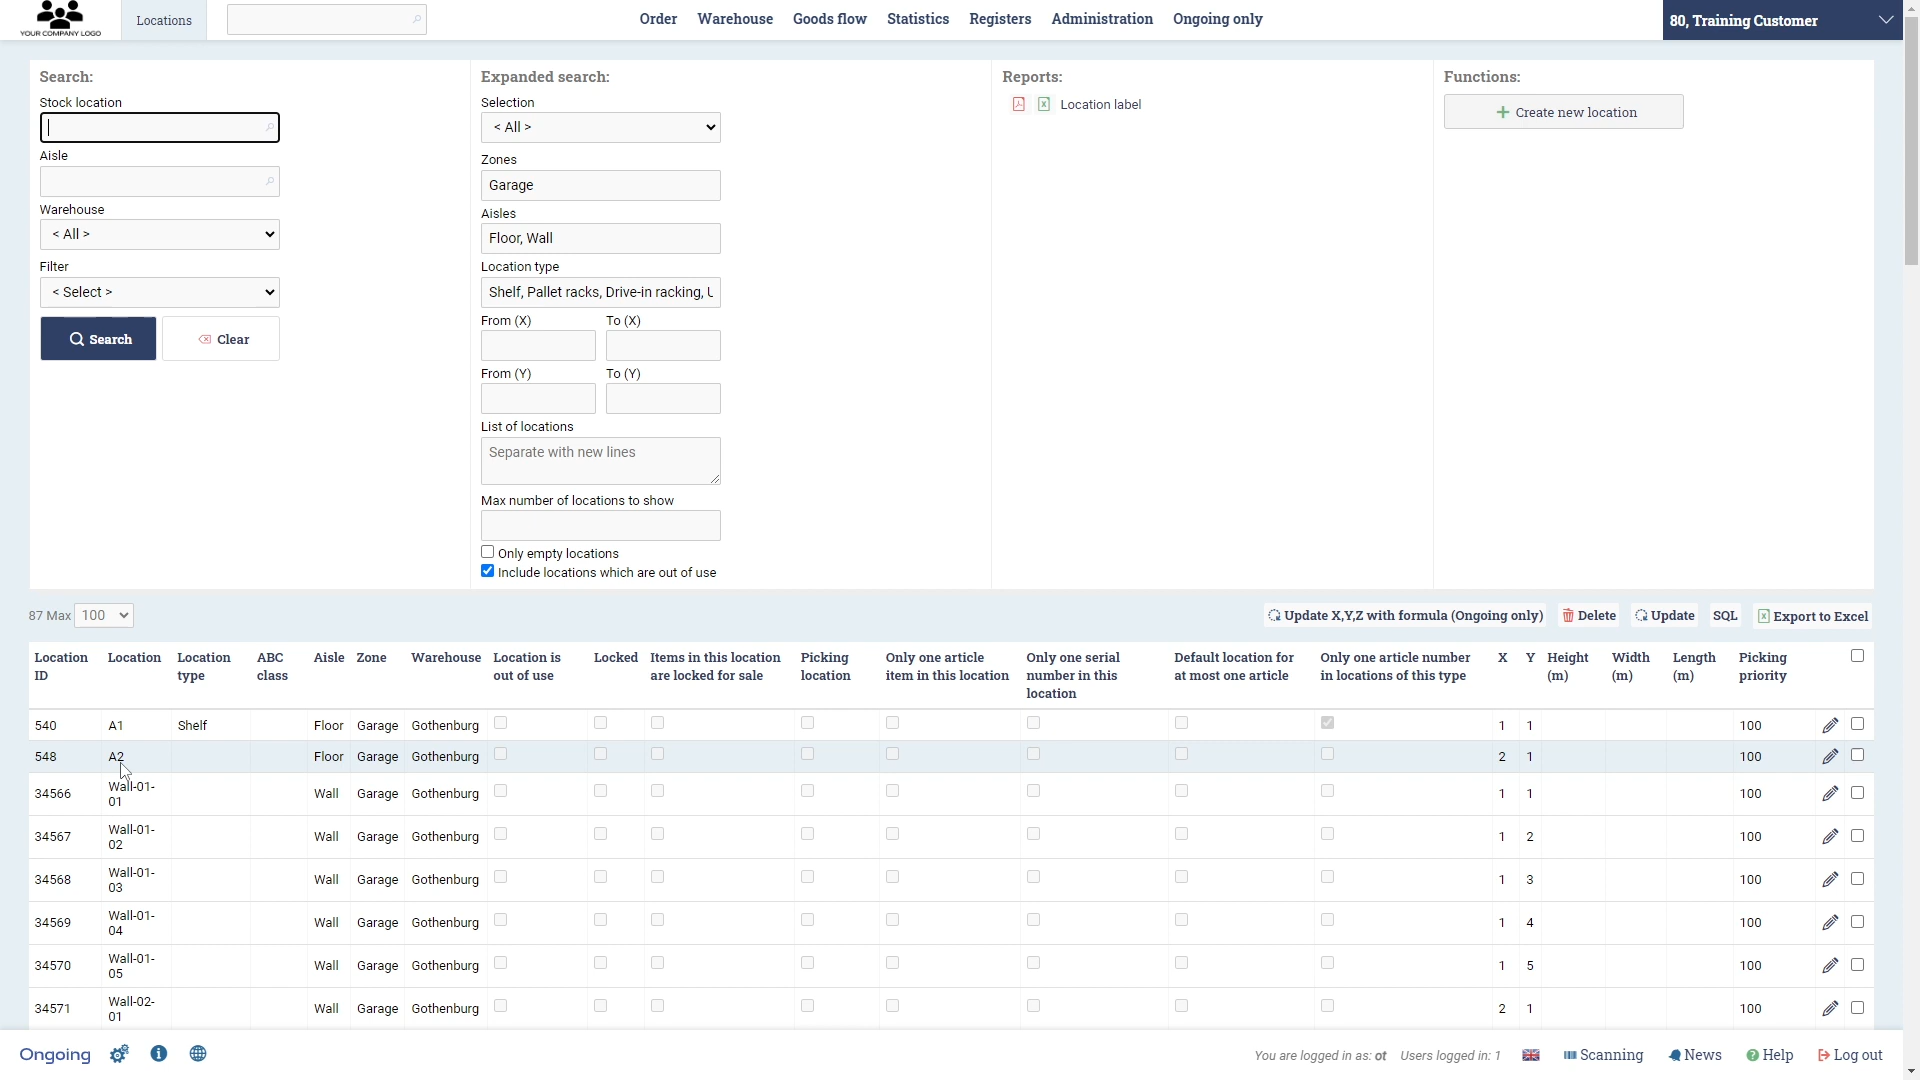 YOUR COMPANY LOGO
Locations
Order Warehouse Goods flow Statistics Registers Administration Ongoing only
80, Training Customer
Search:
Stock location
Aisle
Warehouse
< All >
Filter
< Select >
Search Clear
Expanded search:
Selection
< All >
Zones
Garage
Aisles
Floor, Wall
Location type
Shelf, Pallet racks, Drive-in racking,
From (X) To (X)
From (Y) To (Y)
List of locations
Separate with new lines
Max number of locations to show
Only empty locations
Include locations which are out of use
Reports:
Location label
Functions:
Create new location
87 Max 100
Update X,Y,Z with formula (Ongoing only) Delete Update SQL Export to Excel
Location ID Location Location type ABC class Aisle Zone Warehouse Location is out of use Locked Items in this location are locked for sale Picking location Only one article item in this location Only one serial number in this location Default location for at most one article Only one article number in locations of this type X Y Height (m) Width (m) Length (m) Picking priority
540 A1 Shelf Floor Garage Gothenburg 1 1 100
548 A2 Floor Garage Gothenburg 2 1 100
34566 Wall-01-01 Wall Garage Gothenburg 1 1 100
34567 Wall-01-02 Wall Garage Gothenburg 1 2 100
34568 Wall-01-03 Wall Garage Gothenburg 1 3 100
34569 Wall-01-04 Wall Garage Gothenburg 1 4 100
34570 Wall-01-05 Wall Garage Gothenburg 1 5 100
34571 Wall-02-01 Wall Garage Gothenburg 2 1 100
Ongoing
You are logged in as: ot Users logged in: 1 Scanning News Help Log out